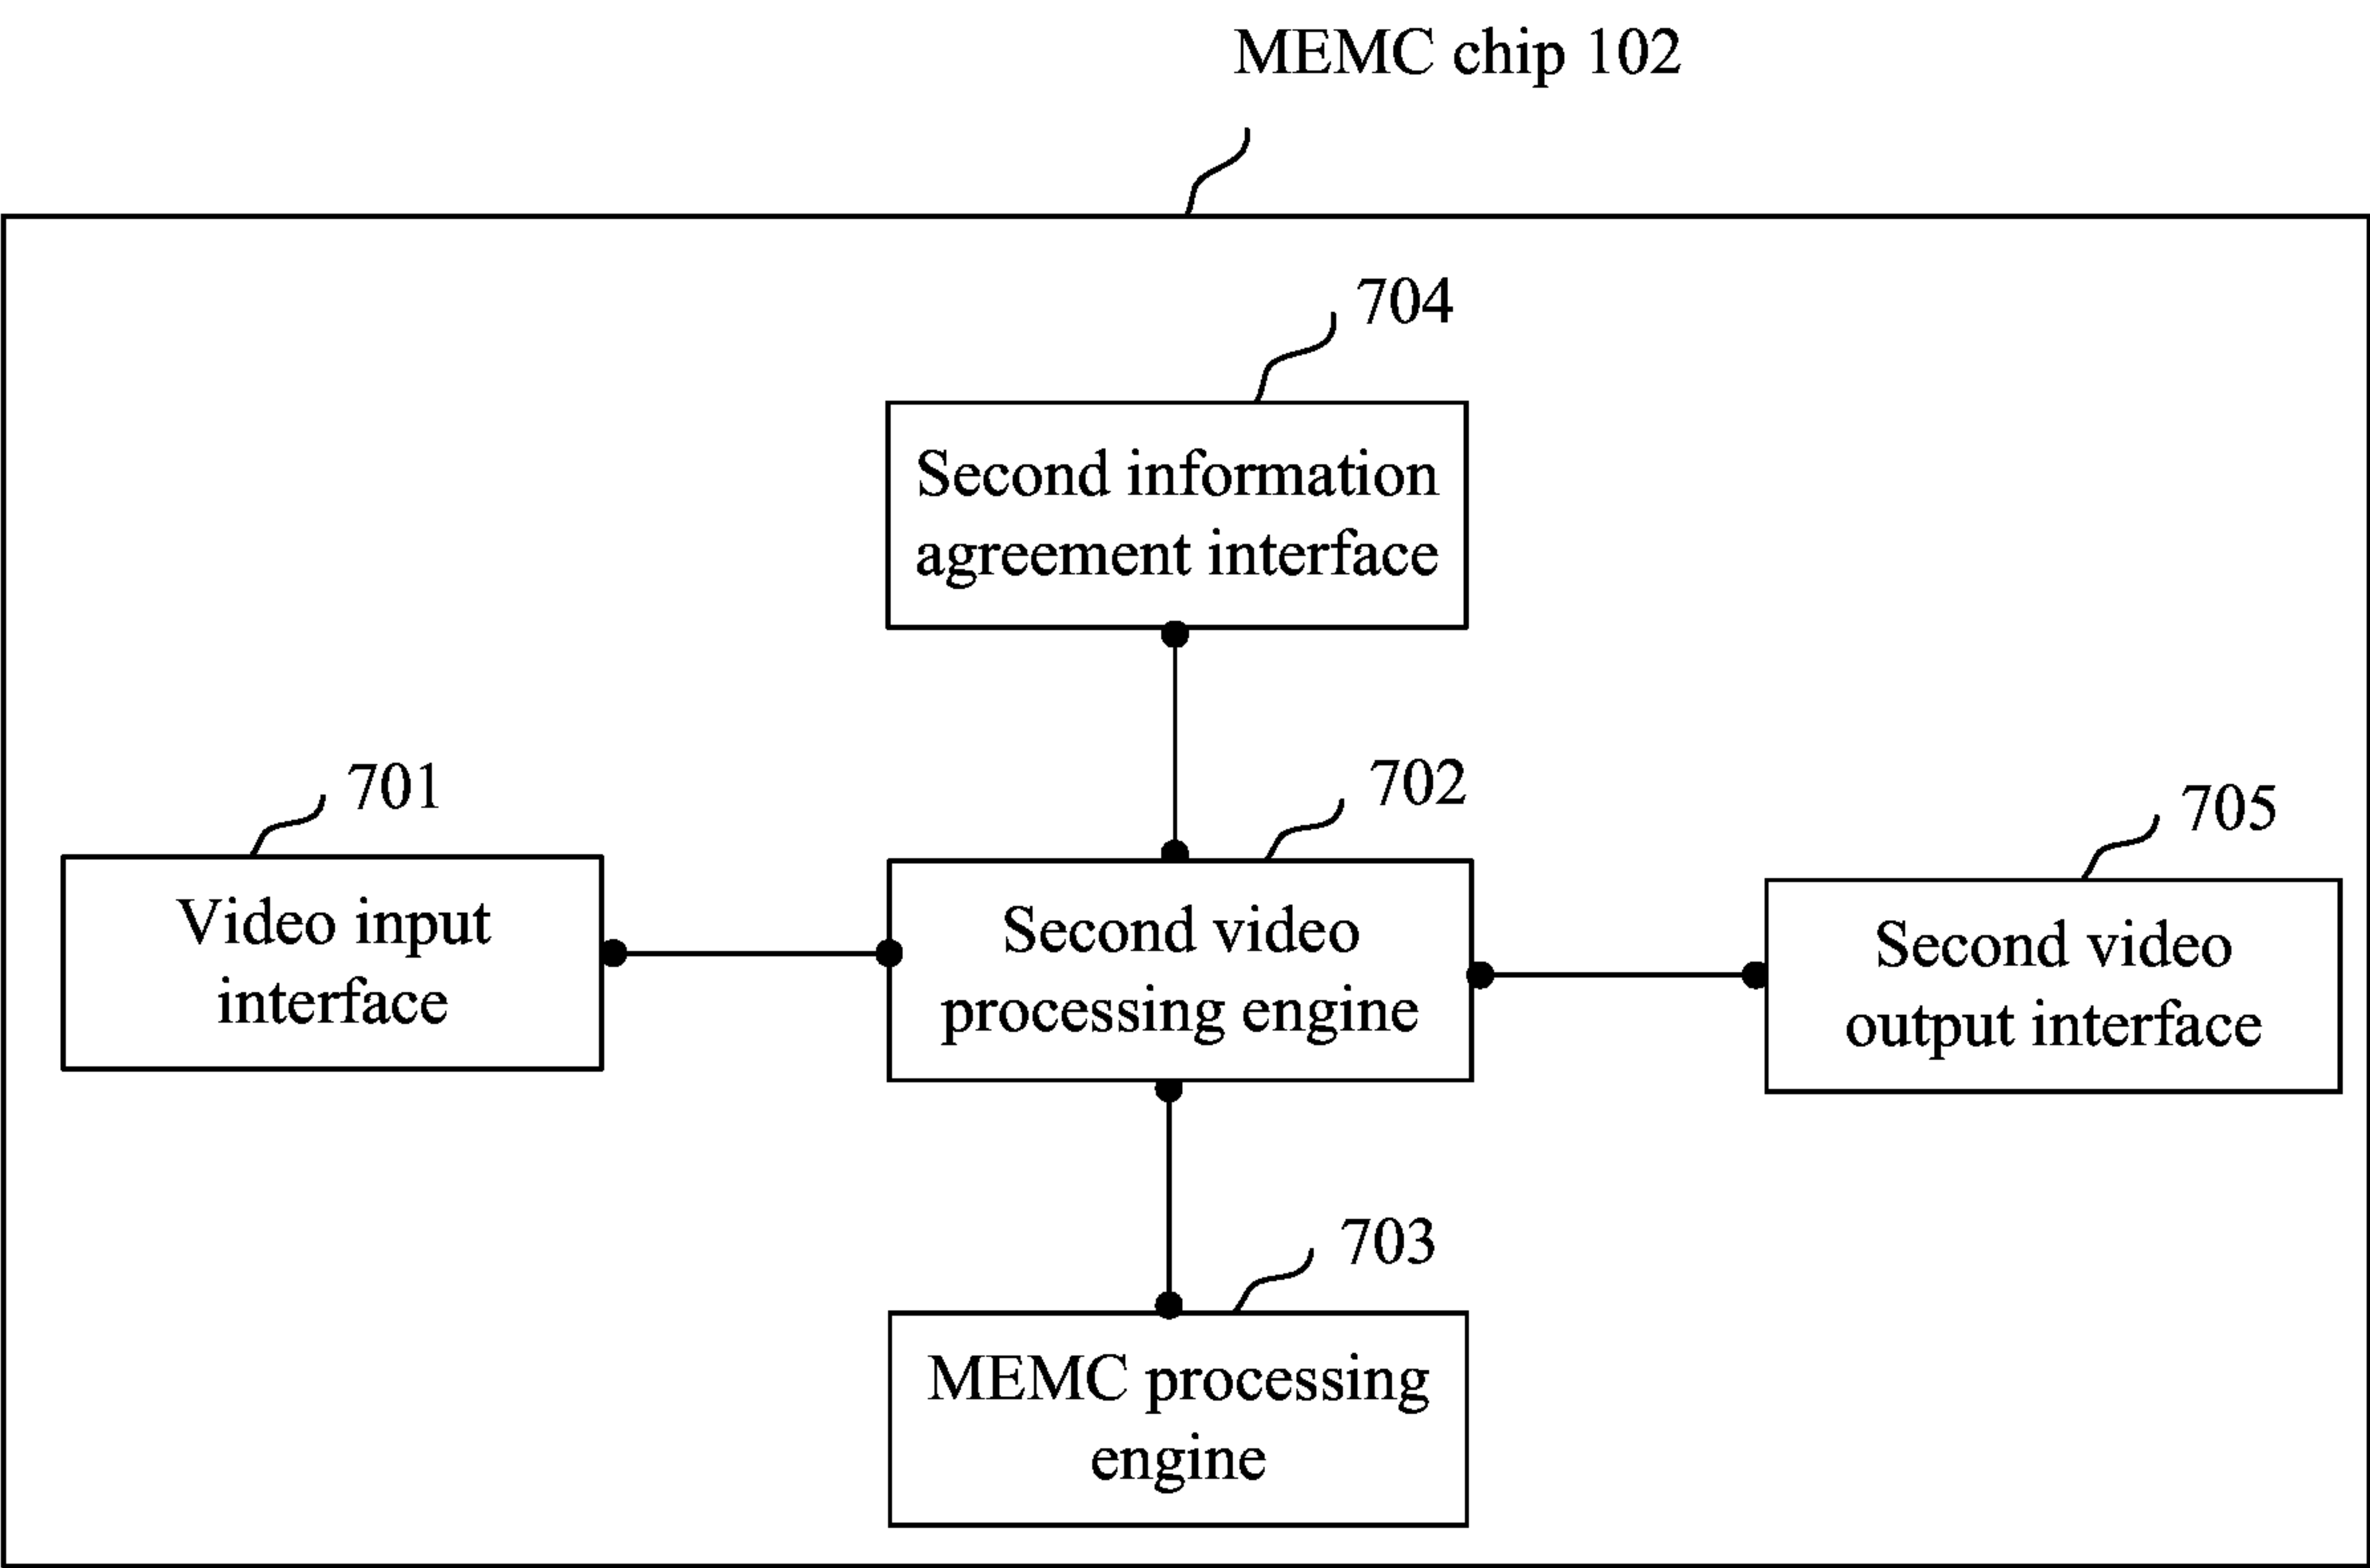 MEMC chip 102
704
Second information
agreement interface
701
Video input
interface
702
Second video
processing engine
705
Second video
output interface
703
MEMC processing
engine